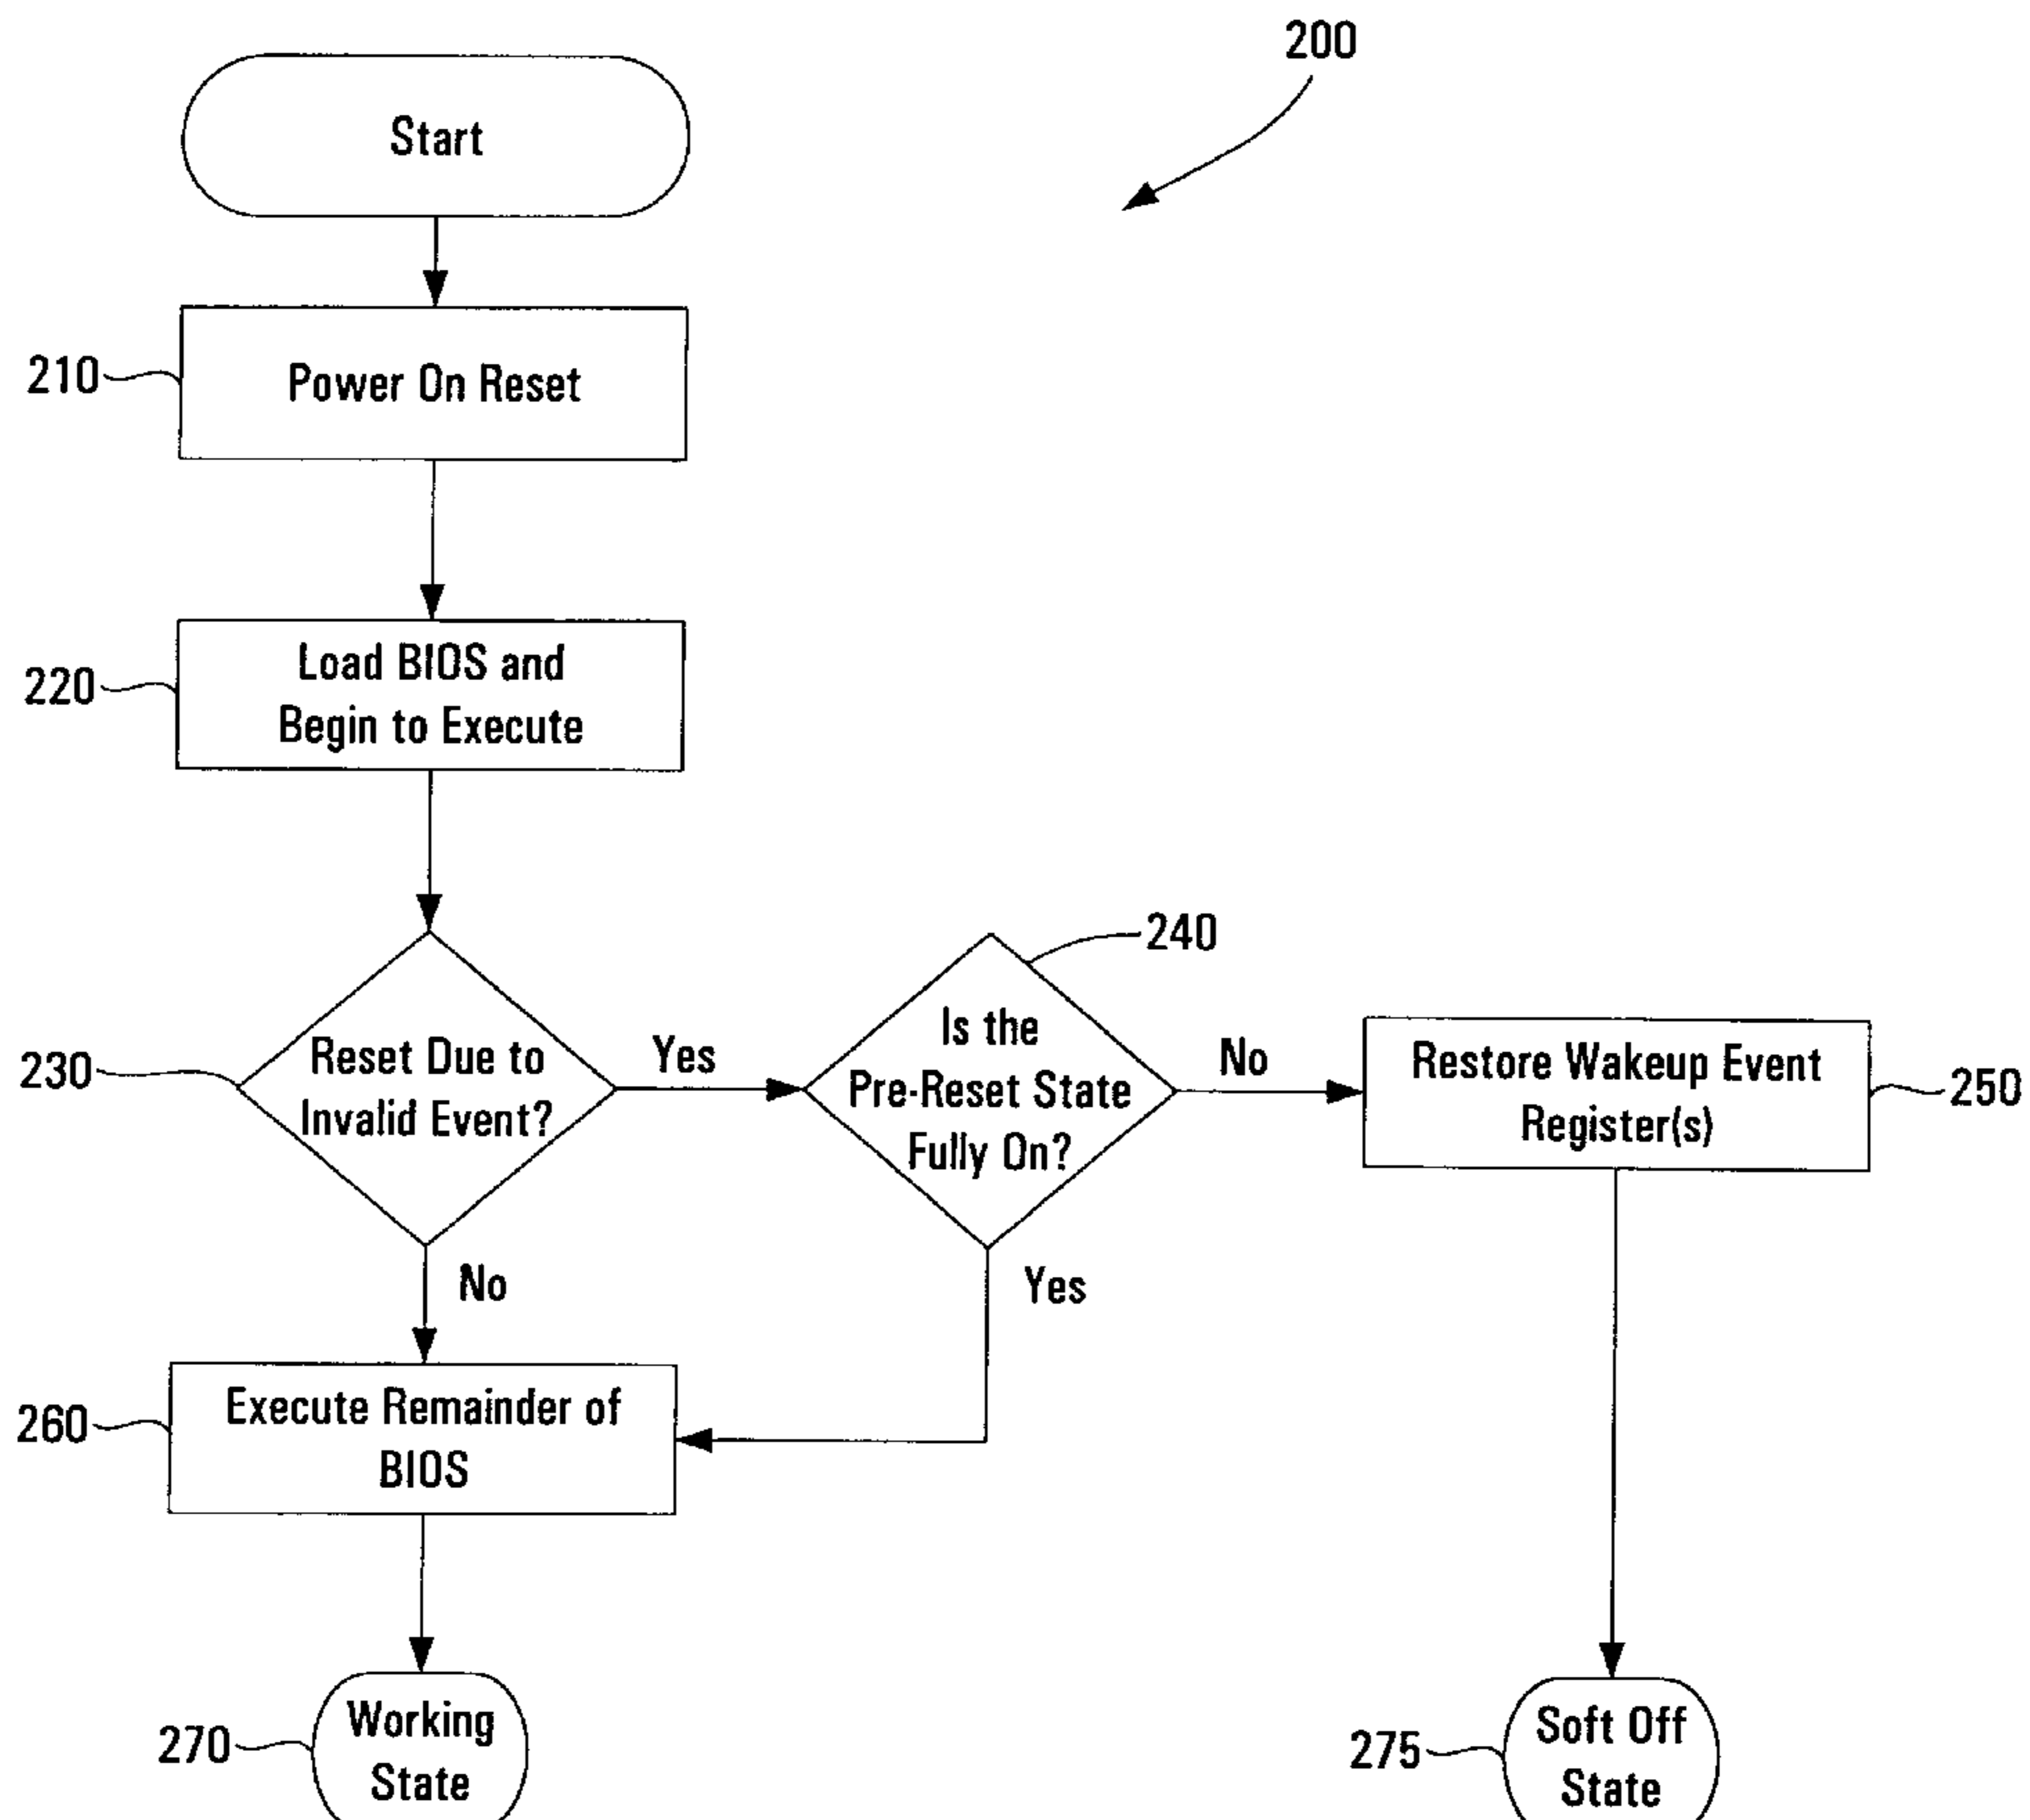 200
Start
210
Power On Reset
220
Load BIOS and
Begin to Execute
230
Reset Due to
Invalid Event?
Yes
No
240
Is the
Pre-Reset State
Fully On?
No
Yes
Restore Wakeup Event
Register(s)
250
260
Execute Remainder of
BIOS
270
Working
State
275
Soft Off
State